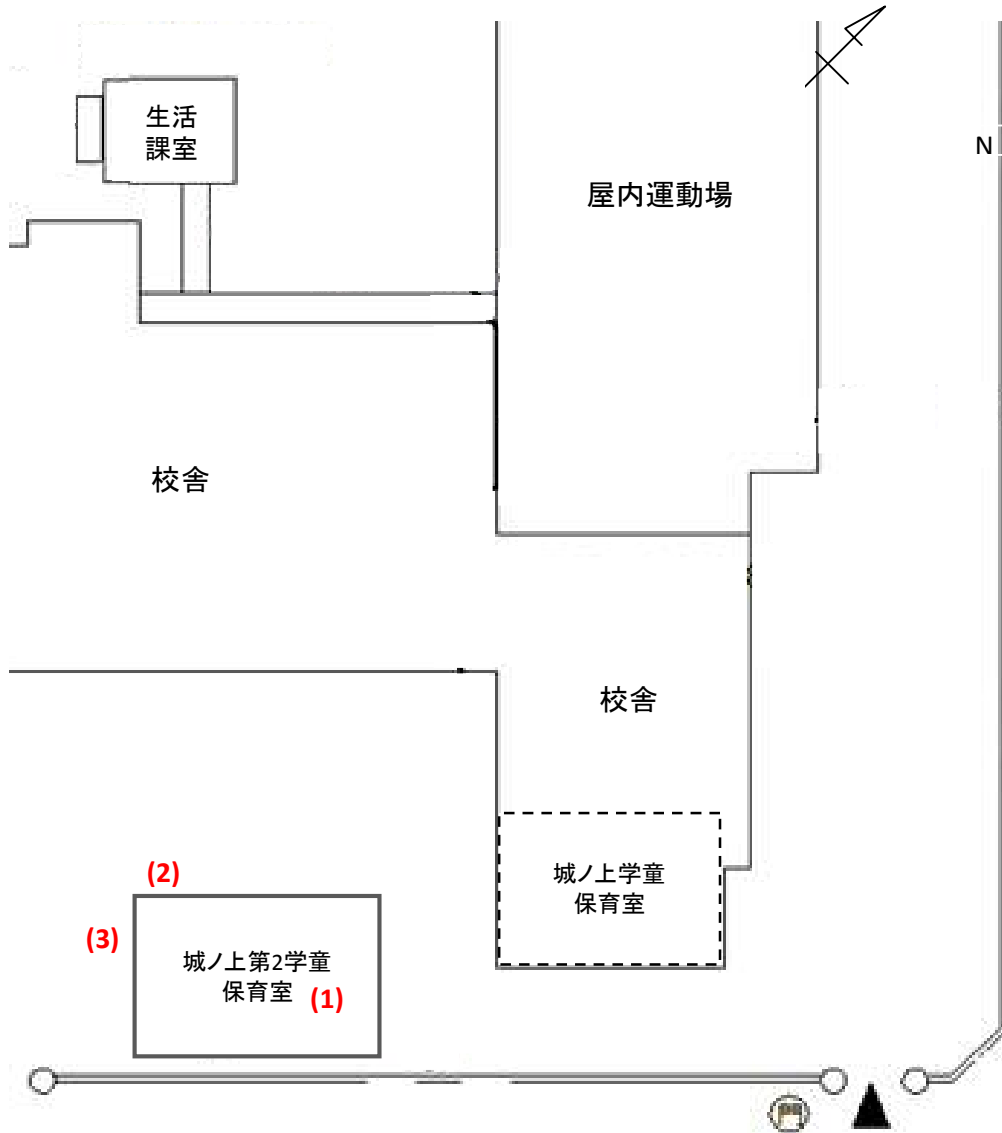 生活
課室
N
屋内運動場
校舎
校舎
城ノ上学童
保育室
(2)
(3)
城ノ上第2学童
保育室 (1)
門